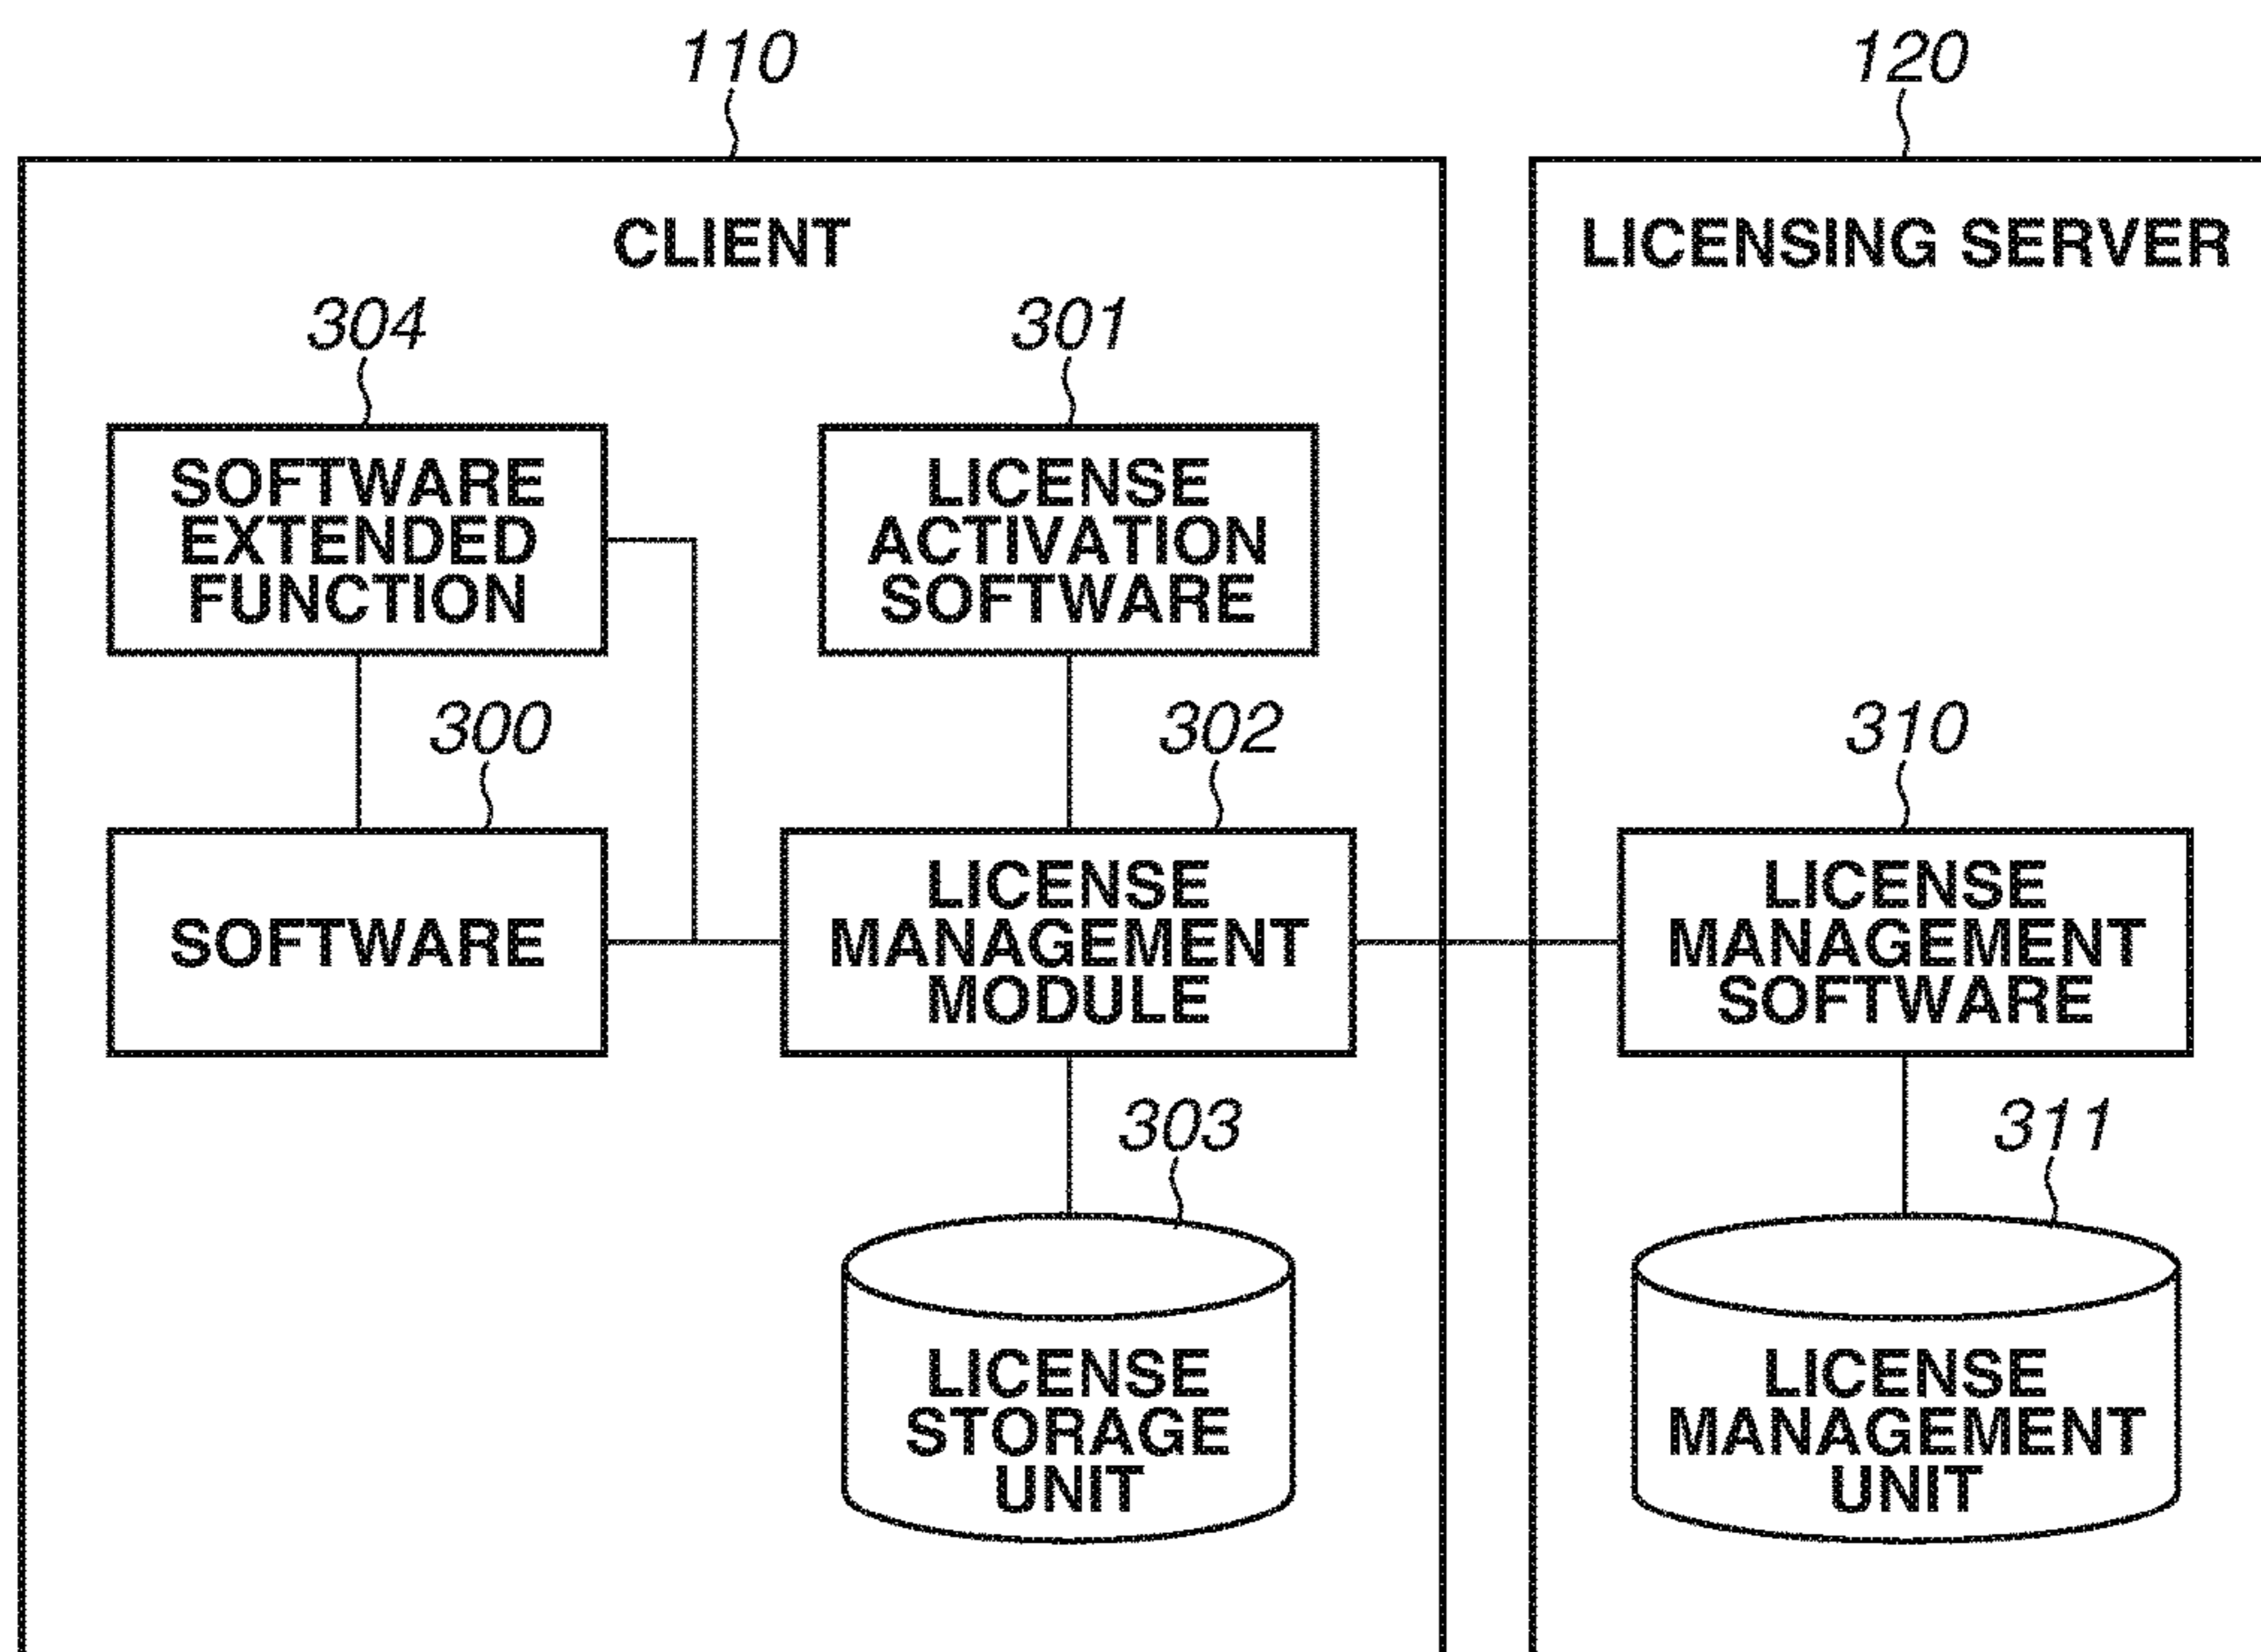 110
120
CLIENT
LICENSING SERVER
304
301
SOFTWARE
EXTENDED
FUNCTION
LICENSE
ACTIVATION
SOFTWARE
300
302
310
SOFTWARE
LICENSE
MANAGEMENT
MODULE
LICENSE
MANAGEMENT
SOFTWARE
303
311
LICENSE
STORAGE
UNIT
LICENSE
MANAGEMENT
UNIT